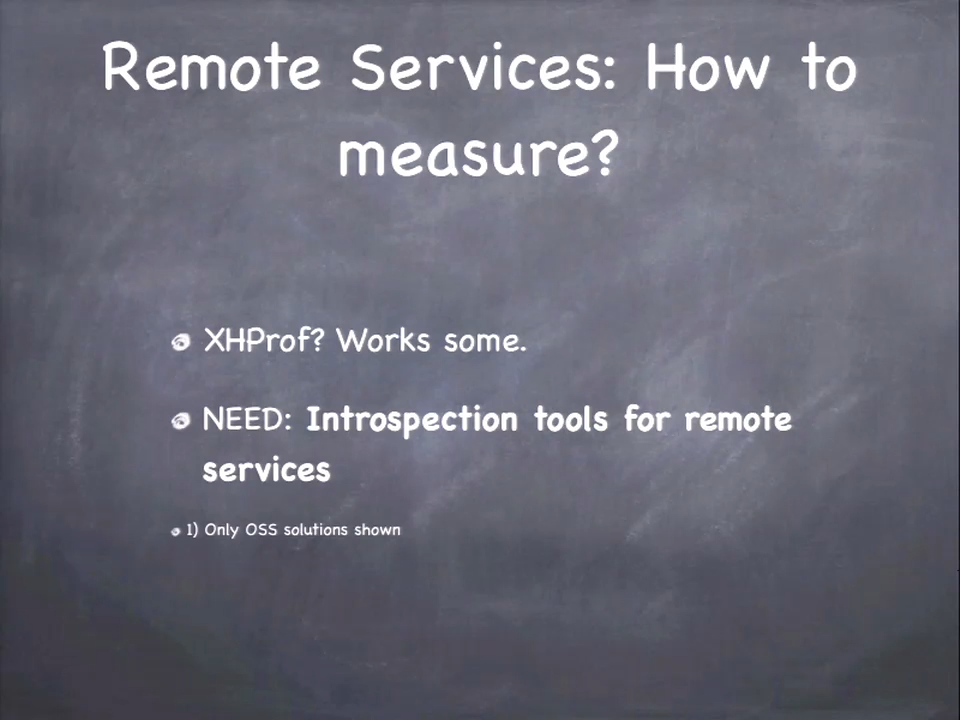 Remote Services: How to
measure?
XHProf? Works some.
NEED: Introspection tools for remote
services
1) Only OSS solutions shown